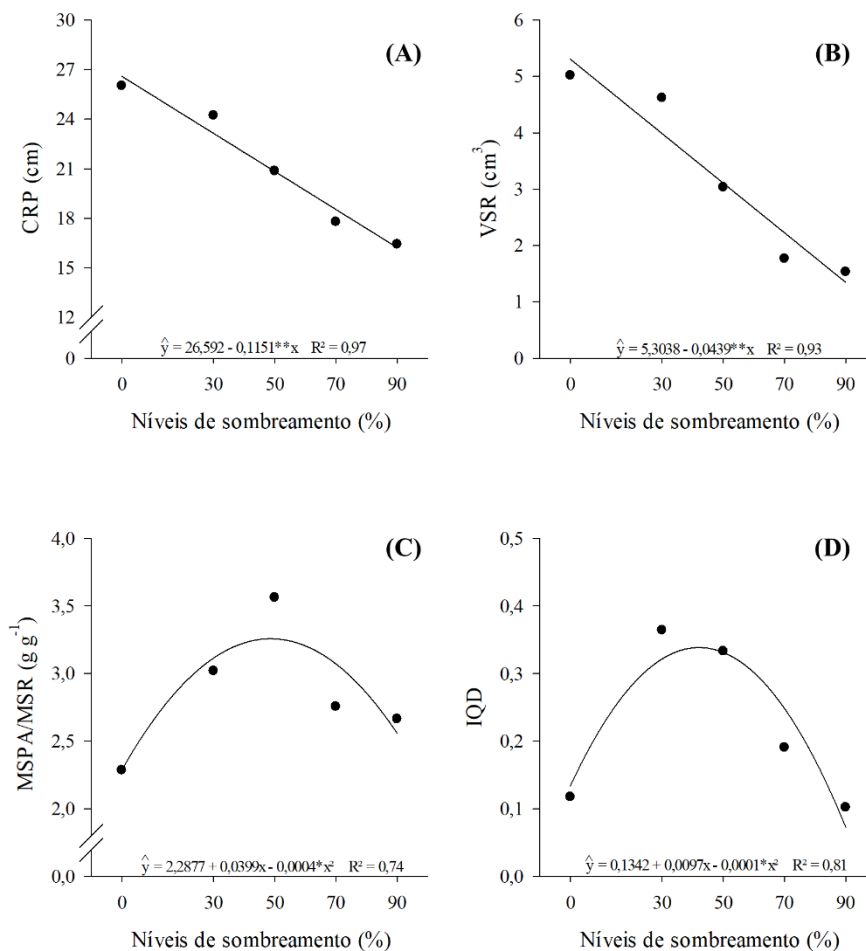 (A)
CRP (cm)
30
27
24
21
18
15
12
0
ŷ = 26,592 - 0,1151**x R² = 0,97
0 30 50 70 90
Níveis de sombreamento (%)
(B)
VSR (cm³)
6
5
4
3
2
1
0
ŷ = 5,3038 - 0,0439**x R² = 0,93
0 30 50 70 90
Níveis de sombreamento (%)
(C)
MSPA/MSR (g g⁻¹)
4,0
3,5
3,0
2,5
2,0
0,0
ŷ = 2,2877 + 0,0399x - 0,0004*x² R² = 0,74
0 30 50 70 90
Níveis de sombreamento (%)
(D)
IQD
0,5
0,4
0,3
0,2
0,1
0,0
ŷ = 0,1342 + 0,0097x - 0,0001*x² R² = 0,81
0 30 50 70 90
Níveis de sombreamento (%)